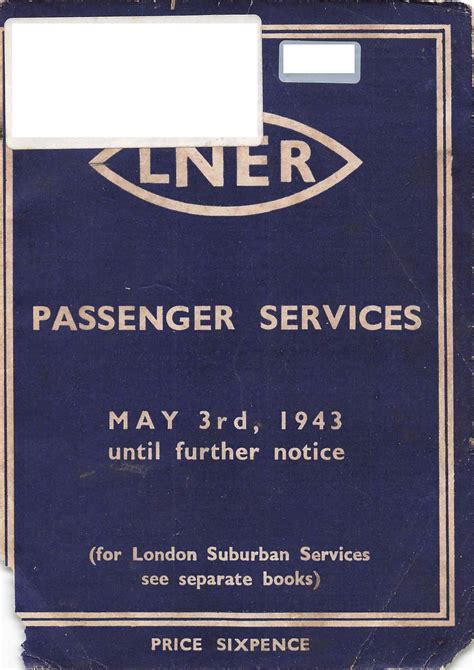 LNER
PASSENGER SERVICES
MAY 3rd, 1943
until further notice
(for London Suburban Services
see separate books)
PRICE SIXPENCE